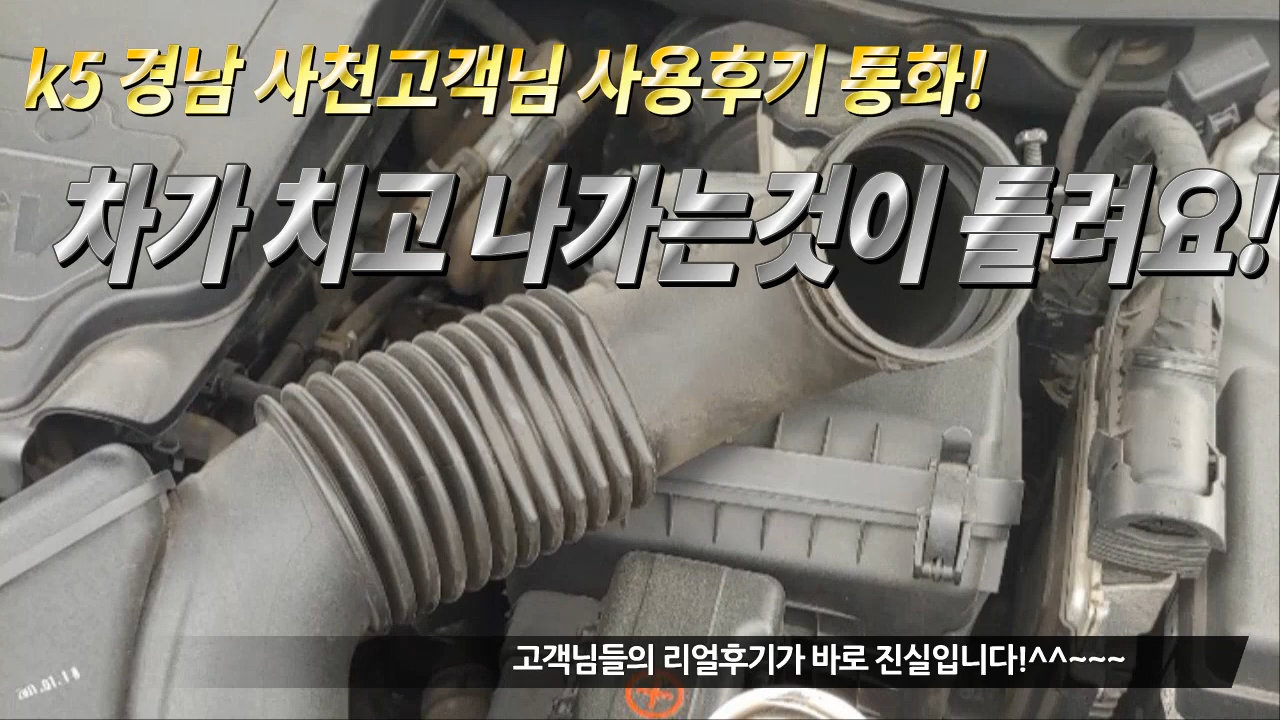 k5 경남 사천고객님 사용후기 통화!
차가 치고 나가는것이 틀려요!
고객님들의 리얼후기가 바로 진실입니다!^^~~~